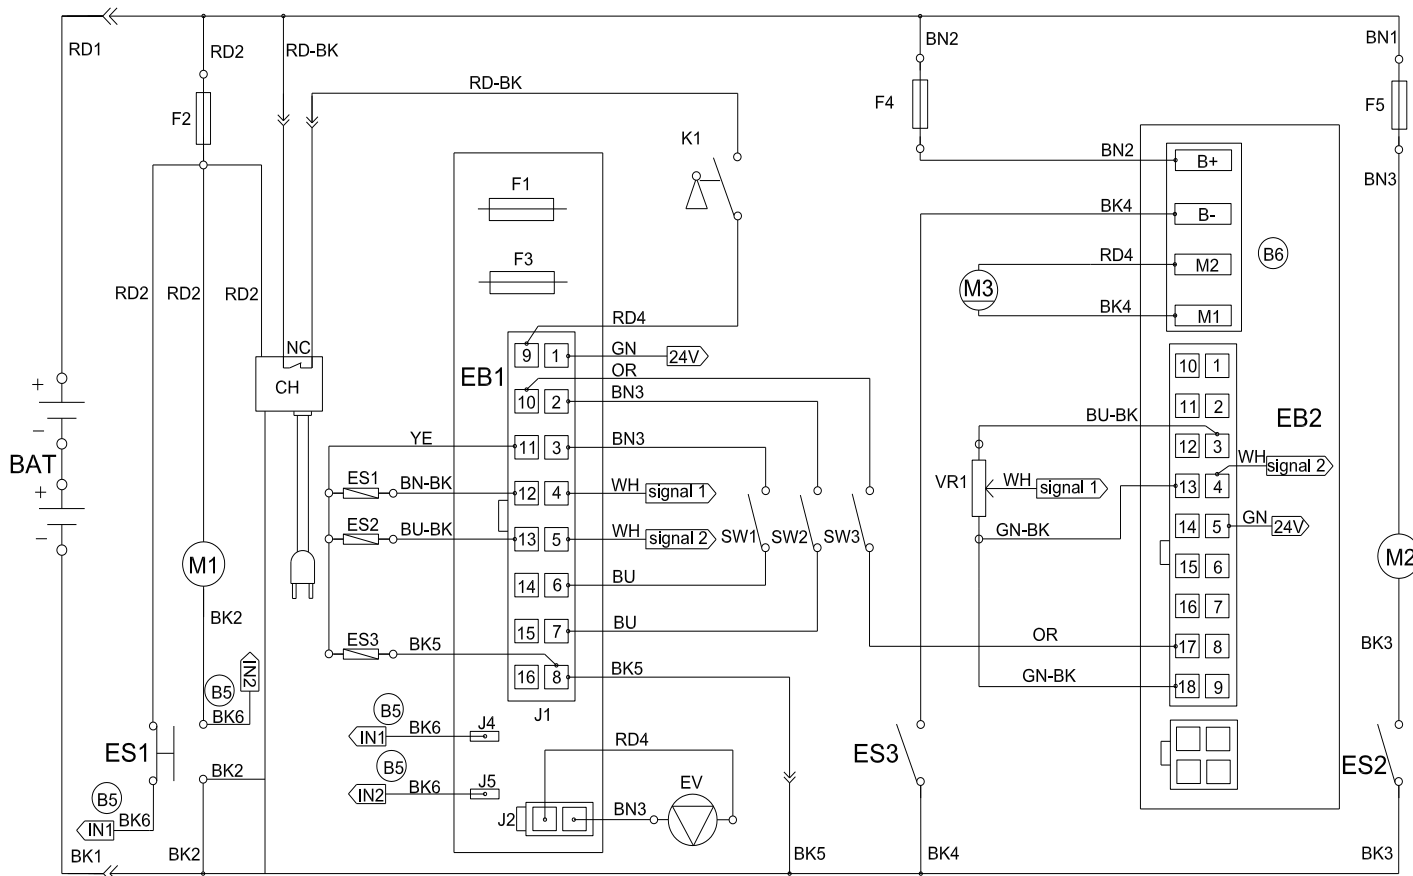 RD1
RD2
RD-BK
BN2
BN1
RD-BK
F2
K1
F4
F5
F1
BN2
B+
BN3
BK4
B-
F3
RD4
M2
B6
M3
BK4
M1
RD2
RD2
RD2
RD4
NC
CH
9
1
GN
24V
EB1
OR
10
2
BN3
10
1
11
2
BU-BK
EB2
YE
11
3
BN3
12
3
+
−
BAT
+
−
ES1
BN-BK
12
4
WH
signal 1
VR1
WH
signal 1
13
4
WH
signal 2
ES2
BU-BK
13
5
WH
signal 2
SW1
SW2
SW3
GN-BK
14
5
GN
24V
M1
M2
14
6
BU
15
6
16
7
BK2
15
7
BU
ES3
BK5
16
8
BK5
OR
17
8
BK3
GN-BK
18
9
J1
IN2
B5
BK6
B5
IN1
BK6
J4
RD4
ES1
BK2
B5
IN2
BK6
J5
EV
ES3
ES2
B5
IN1
BK6
J2
BN3
BK1
BK2
BK5
BK4
BK3